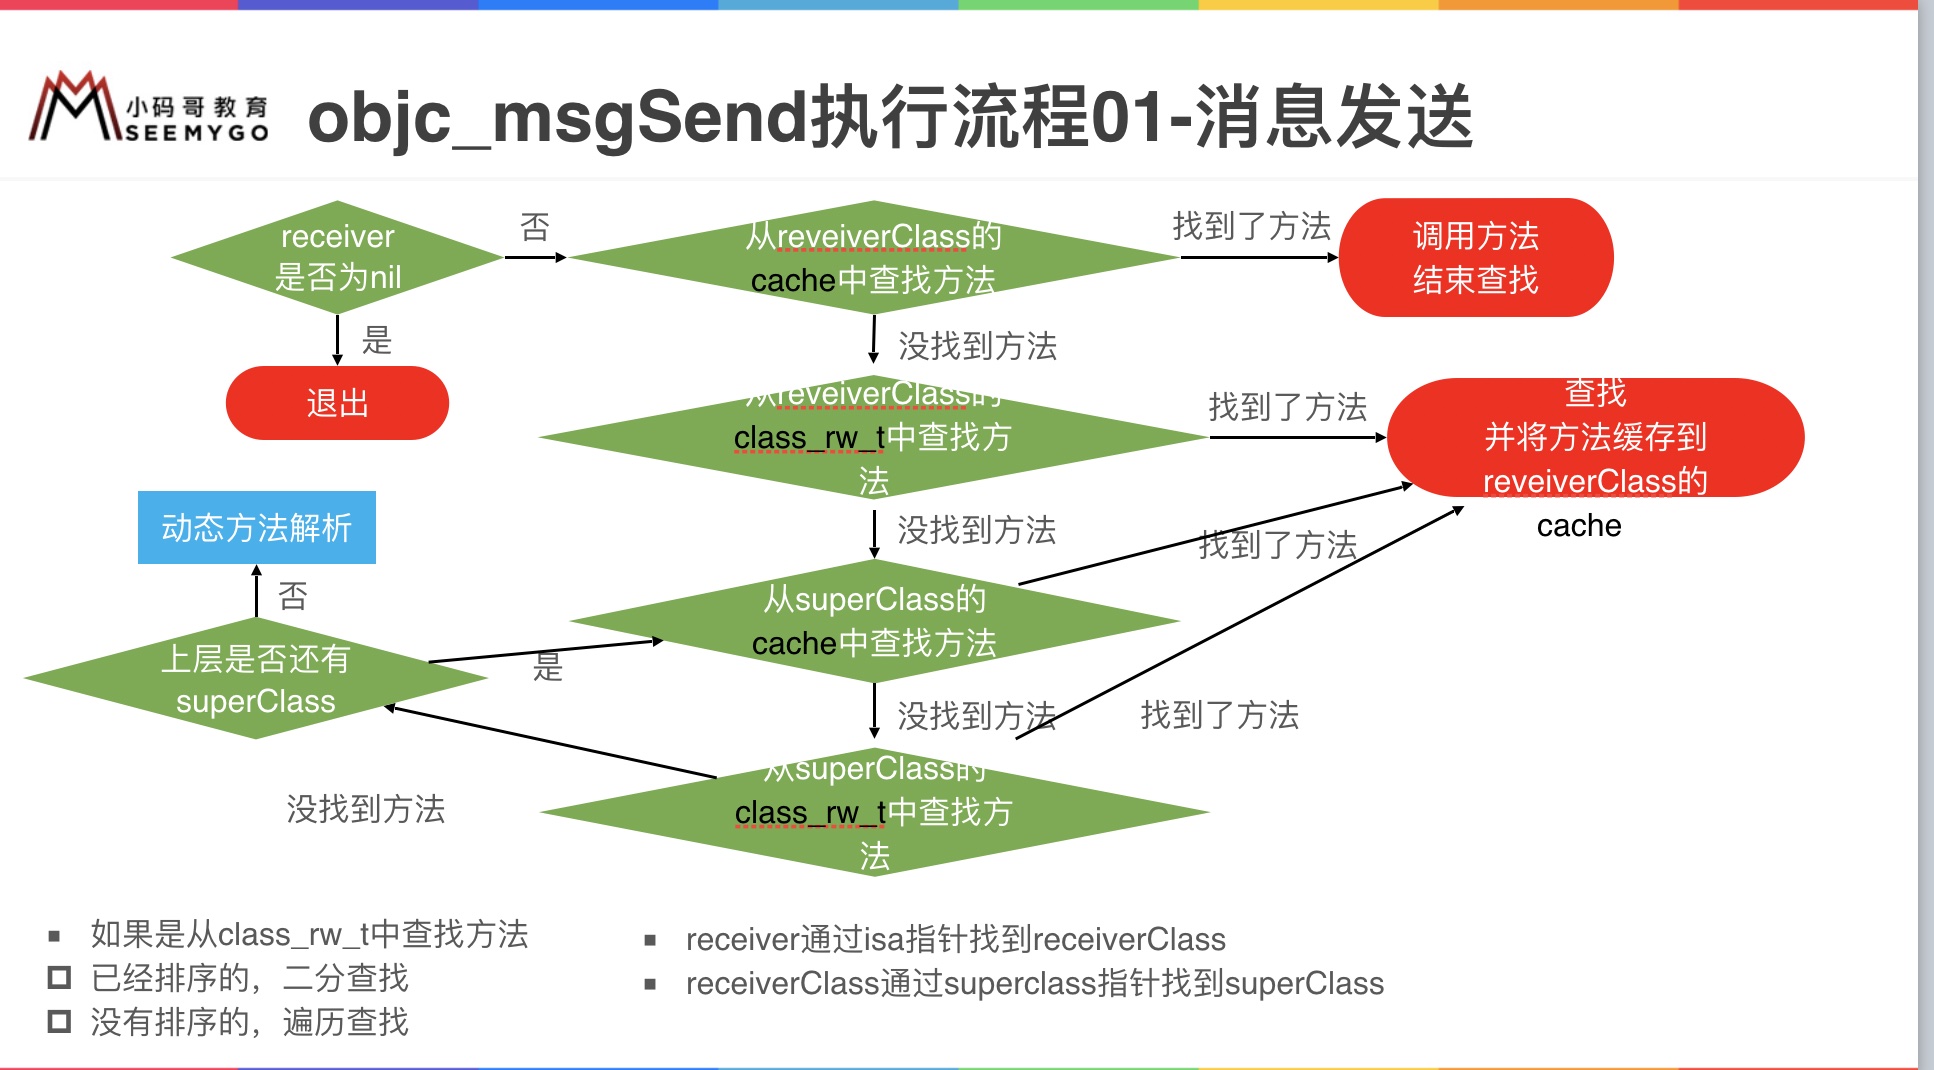 小码哥教育
SEEMYGO
objc_msgSend执行流程01-消息发送
receiver
是否为nil
否
从reveiverClass的
cache中查找方法
找到了方法
调用方法
结束查找
是
没找到方法
退出
从reveiverClass的
class_rw_t中查找方
法
找到了方法
查找
并将方法缓存到
reveiverClass的
cache
动态方法解析
没找到方法
找到了方法
否
从superClass的
cache中查找方法
上层是否还有
superClass
是
没找到方法
找到了方法
从superClass的
class_rw_t中查找方
法
没找到方法
如果是从class_rw_t中查找方法
已经排序的，二分查找
没有排序的，遍历查找
receiver通过isa指针找到receiverClass
receiverClass通过superclass指针找到superClass